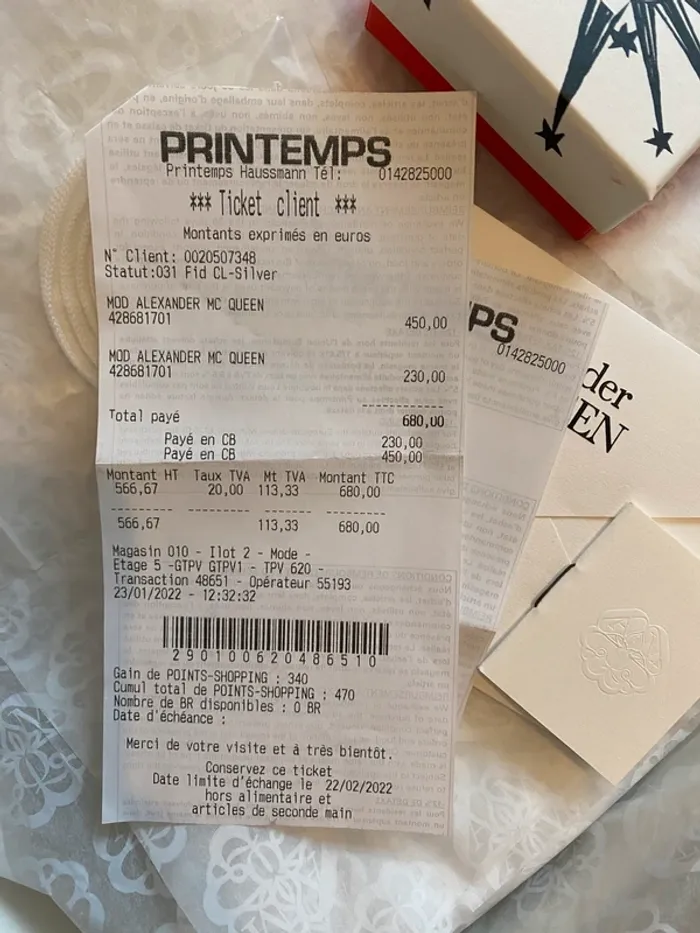 PRINTEMPS
Printemps Haussmann Tél: 0142825000
*** Ticket client ***
Montants exprimés en euros
N° Client: 0020507348
Statut:031 Fid CL-Silver
MOD ALEXANDER MC QUEEN
428681701 450,00
MOD ALEXANDER MC QUEEN
428681701 230,00
Total payé 680,00
Payé en CB 230,00
Payé en CB 450,00
Montant HT Taux TVA Mt TVA Montant TTC
566,67 20,00 113,33 680,00
566,67 113,33 680,00
Magasin 010 - Ilot 2 - Mode -
Etage 5 -GTPV GTPV1 - TPV 620 -
Transaction 48651 - Opérateur 55193
23/01/2022 - 12:32:32
290100620486510
Gain de POINTS-SHOPPING : 340
Cumul total de POINTS-SHOPPING : 470
Nombre de BR disponibles : 0 BR
Date d'échéance :
Merci de votre visite et à très bientôt.
Conservez ce ticket
Date limite d'échange le 22/02/2022
hors alimentaire et
articles de seconde main
PS
0142825000
der
EN